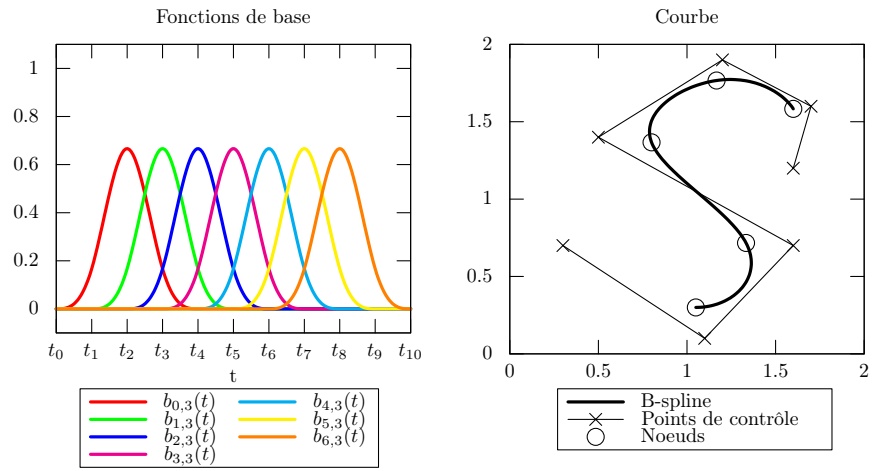 Fonctions de base
1
0.8
0.6
0.4
0.2
0
t0 t1 t2 t3 t4 t5 t6 t7 t8 t9 t10
t
b0,3(t) b4,3(t)
b1,3(t) b5,3(t)
b2,3(t) b6,3(t)
b3,3(t)
Courbe
2
1.5
1
0.5
0
0 0.5 1 1.5 2
B-spline
Points de contrôle
Noeuds